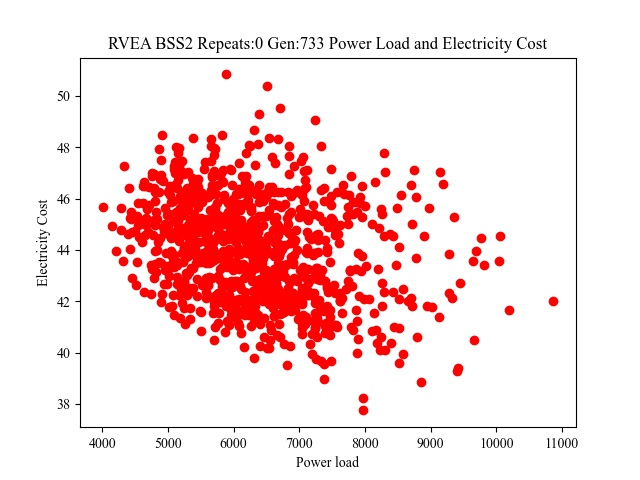 RVEA BSS2 Repeats:0 Gen:733 Power Load and Electricity Cost
50
48
46
44
42
40
38
Electricity Cost
4000 5000 6000 7000 8000 9000 10000 11000
Power load